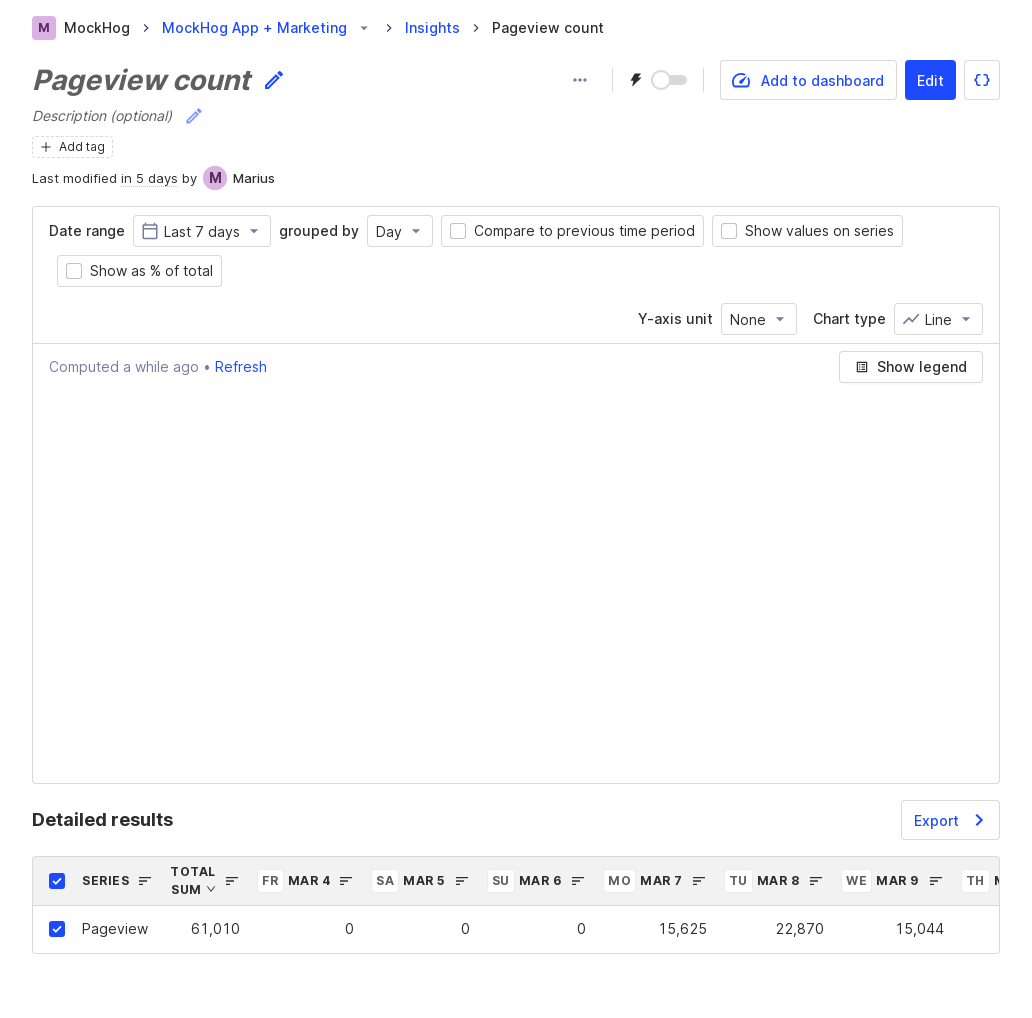 M MockHog MockHog App + Marketing Insights Pageview count
Pageview count
Add to dashboard Edit
Description (optional)
Add tag
Last modified in 5 days by M Marius
Date range Last 7 days grouped by Day Compare to previous time period Show values on series
Show as % of total
Y-axis unit None Chart type Line
Computed a while ago • Refresh Show legend
Detailed results Export
SERIES TOTAL SUM FR MAR 4 SA MAR 5 SU MAR 6 MO MAR 7 TU MAR 8 WE MAR 9 TH
Pageview 61,010 0 0 0 15,625 22,870 15,044